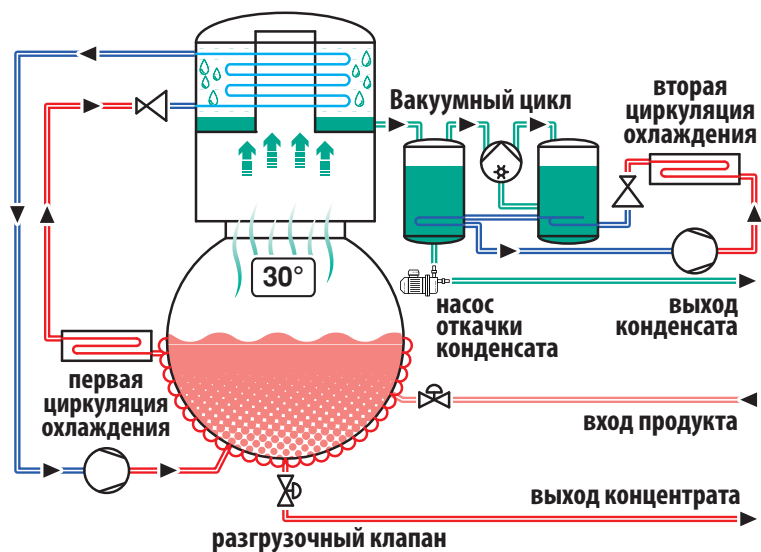 Вакуумный цикл
вторая
циркуляция
охлаждения
30°
насос
откачки
конденсата
выход
конденсата
первая
циркуляция
охлаждения
вход продукта
выход концентрата
разгрузочный клапан